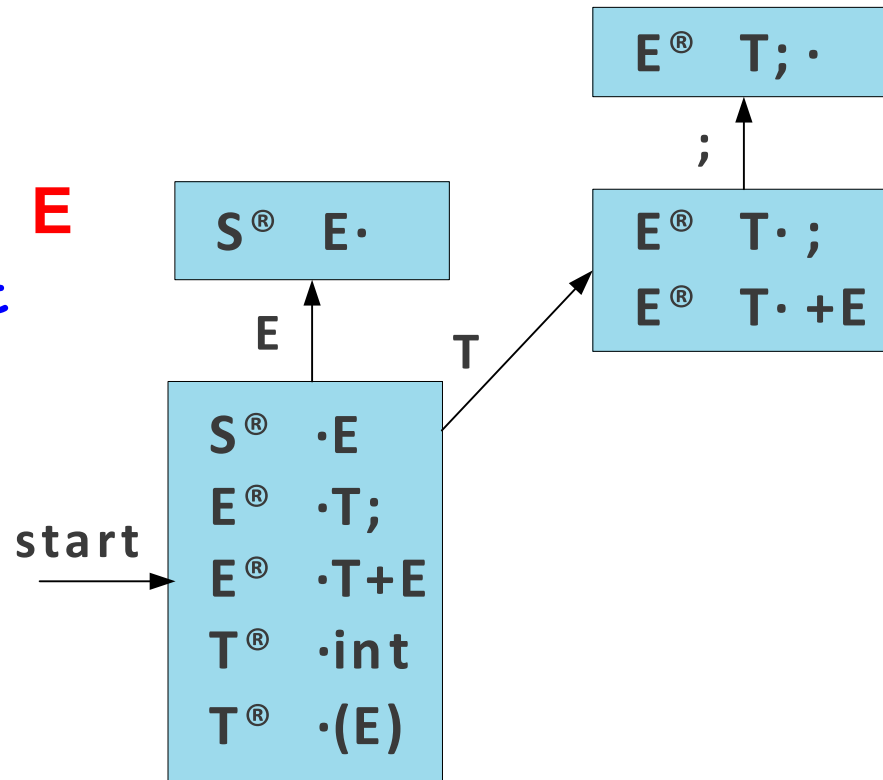 E® T;·
;
E
S® E·
E® T·;
E® T·+E
E
T
S® ·E
E® ·T;
start
E® ·T+E
T® ·int
T® ·(E)